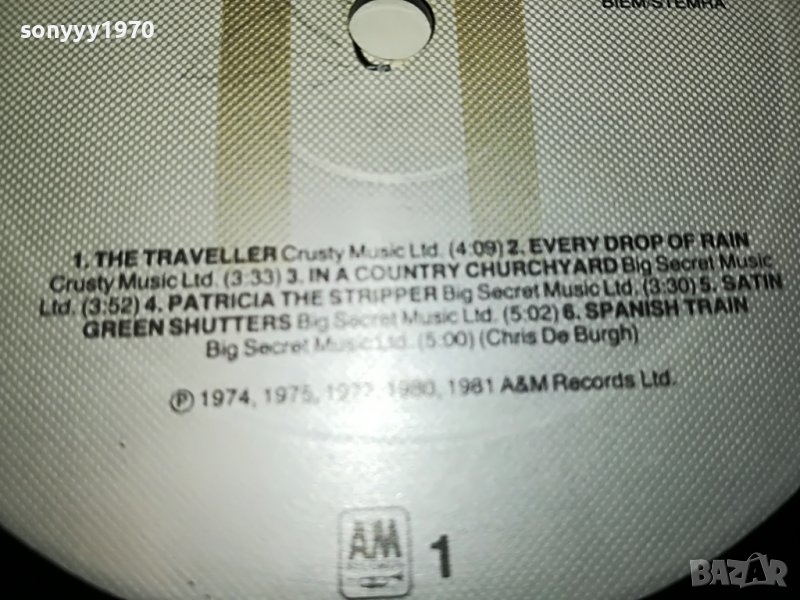 sonyyy1970
BIEM/STEMRA
1. THE TRAVELLER Crusty Music Ltd. (4:09) 2. EVERY DROP OF RAIN
Crusty Music Ltd. (3:33) 3. IN A COUNTRY CHURCHYARD Big Secret Music
Ltd. (3:52) 4. PATRICIA THE STRIPPER Big Secret Music Ltd. (3:30) 5. SATIN
GREEN SHUTTERS Big Secret Music Ltd. (5:02) 6. SPANISH TRAIN
Big Secret Music Ltd. (5:00) (Chris De Burgh)
Ⓟ 1974, 1975, 1977, 1980, 1981 A&M Records Ltd.
A&M
RECORDS
1
BAZAR